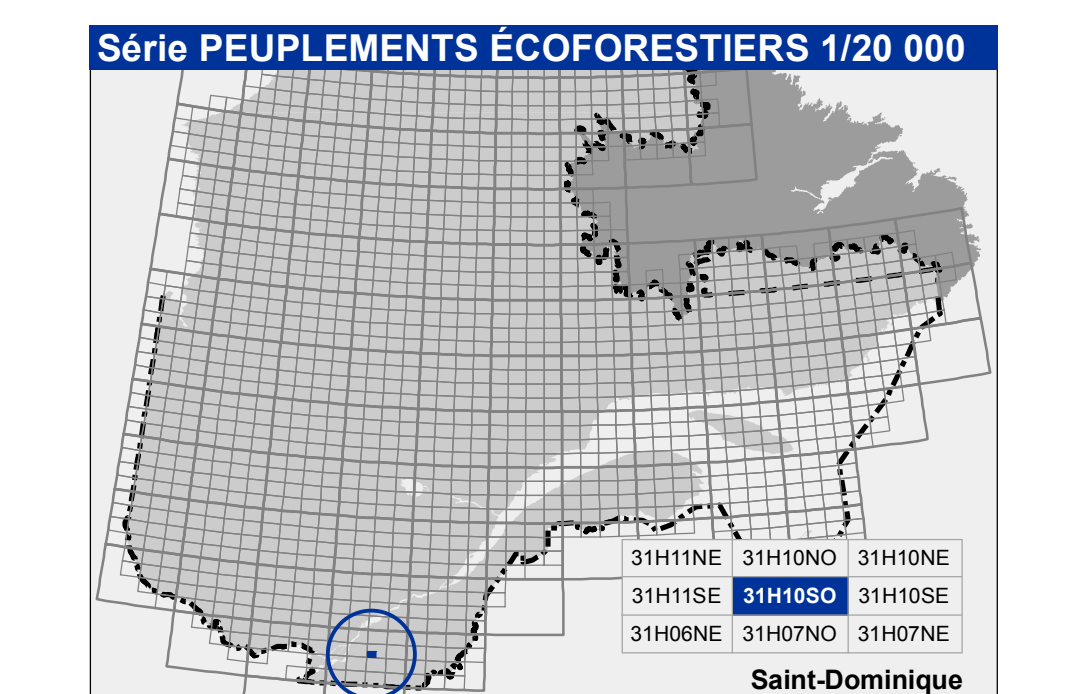 Série PEUPLEMENTS ÉCOFORESTIERS 1/20 000
31H11NE 31H10NO 31H10NE
31H11SE 31H10SO 31H10SE
31H06NE 31H07NO 31H07NE
Saint-Dominique